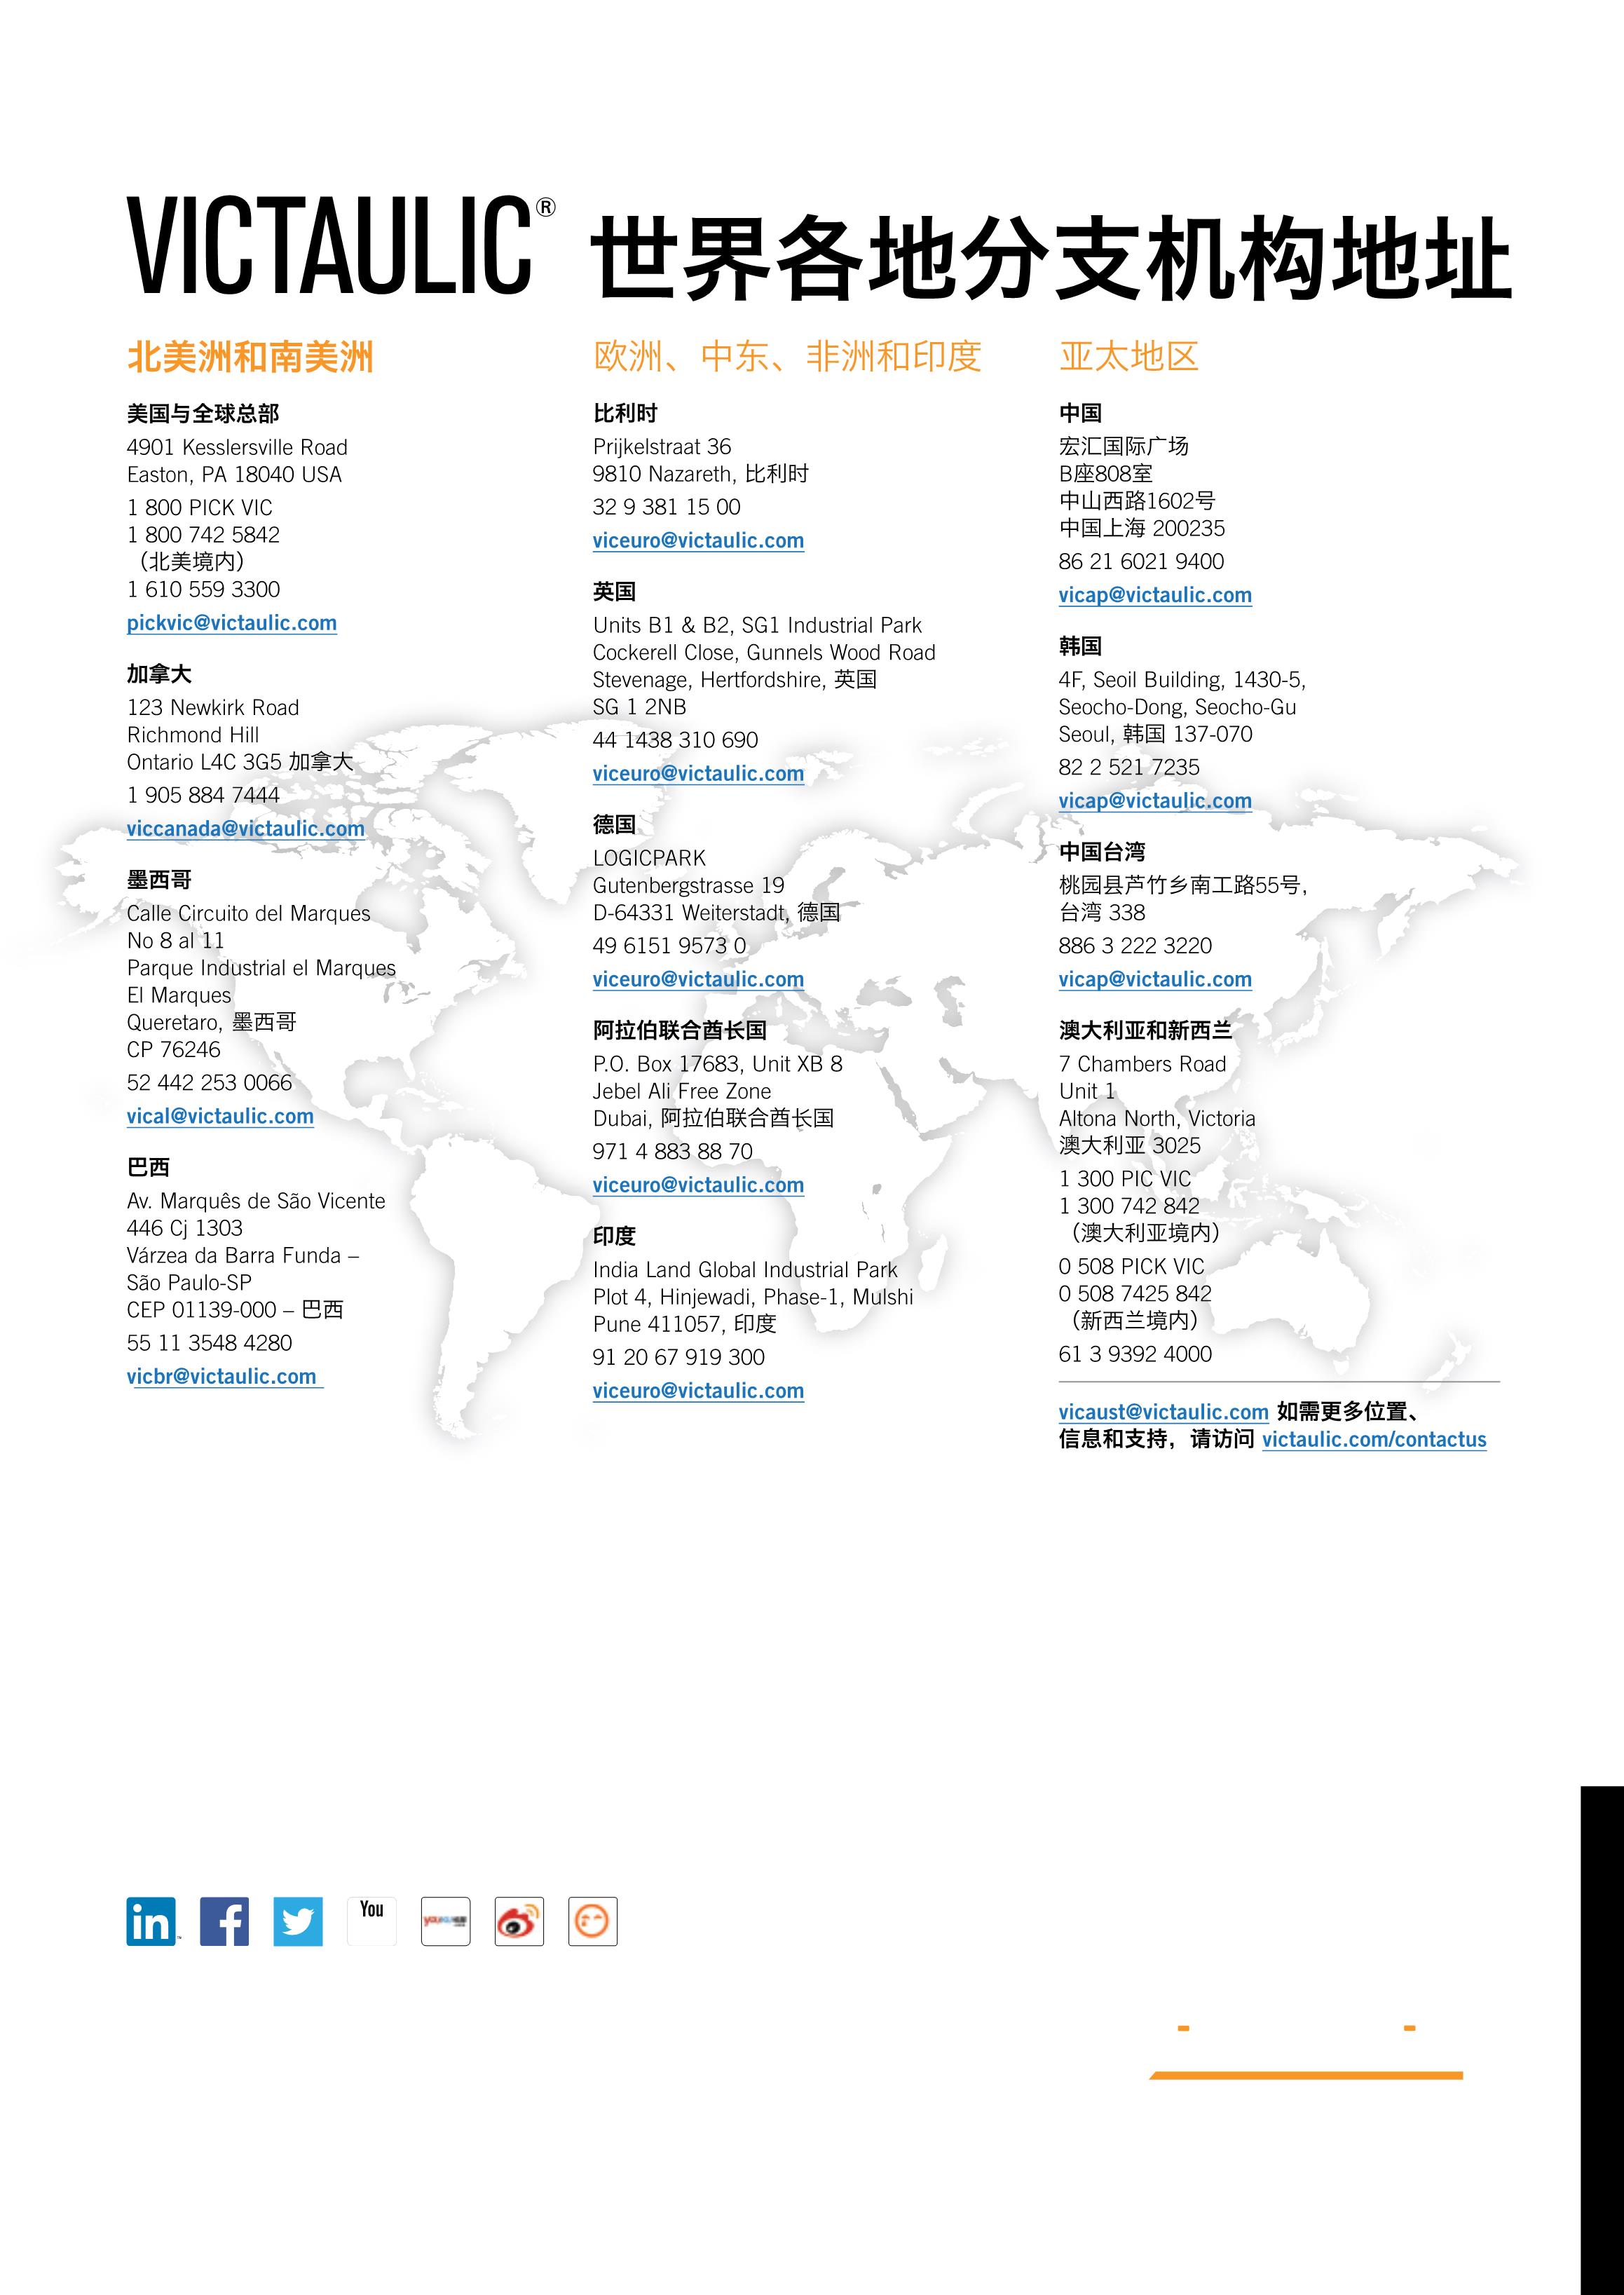 VICTAULIC® 世界各地分支机构地址
北美洲和南美洲
美国与全球总部
4901 Kesslersville Road
Easton, PA 18040 USA
1 800 PICK VIC
1 800 742 5842
（北美境内）
1 610 559 3300
pickvic@victaulic.com
加拿大
123 Newkirk Road
Richmond Hill
Ontario L4C 3G5 加拿大
1 905 884 7444
viccanada@victaulic.com
墨西哥
Calle Circuito del Marques
No 8 al 11
Parque Industrial el Marques
El Marques
Queretaro, 墨西哥
CP 76246
52 442 253 0066
vical@victaulic.com
巴西
Av. Marquês de São Vicente
446 Cj 1303
Várzea da Barra Funda –
São Paulo-SP
CEP 01139-000 – 巴西
55 11 3548 4280
vicbr@victaulic.com
欧洲、中东、非洲和印度
比利时
Prijkelstraat 36
9810 Nazareth, 比利时
32 9 381 15 00
viceuro@victaulic.com
英国
Units B1 & B2, SG1 Industrial Park
Cockerell Close, Gunnels Wood Road
Stevenage, Hertfordshire, 英国
SG 1 2NB
44 1438 310 690
viceuro@victaulic.com
德国
LOGICPARK
Gutenbergstrasse 19
D-64331 Weiterstadt, 德国
49 6151 9573 0
viceuro@victaulic.com
阿拉伯联合酋长国
P.O. Box 17683, Unit XB 8
Jebel Ali Free Zone
Dubai, 阿拉伯联合酋长国
971 4 883 88 70
viceuro@victaulic.com
印度
India Land Global Industrial Park
Plot 4, Hinjewadi, Phase-1, Mulshi
Pune 411057, 印度
91 20 67 919 300
viceuro@victaulic.com
亚太地区
中国
宏汇国际广场
B座808室
中山西路1602号
中国上海 200235
86 21 6021 9400
vicap@victaulic.com
韩国
4F, Seoil Building, 1430-5,
Seocho-Dong, Seocho-Gu
Seoul, 韩国 137-070
82 2 521 7235
vicap@victaulic.com
中国台湾
桃园县芦竹乡南工路55号,
台湾 338
886 3 222 3220
vicap@victaulic.com
澳大利亚和新西兰
7 Chambers Road
Unit 1
Altona North, Victoria
澳大利亚 3025
1 300 PIC VIC
1 300 742 842
（澳大利亚境内）
0 508 PICK VIC
0 508 7425 842
（新西兰境内）
61 3 9392 4000
vicaust@victaulic.com 如需更多位置、
信息和支持，请访问 victaulic.com/contactus
in
f
You